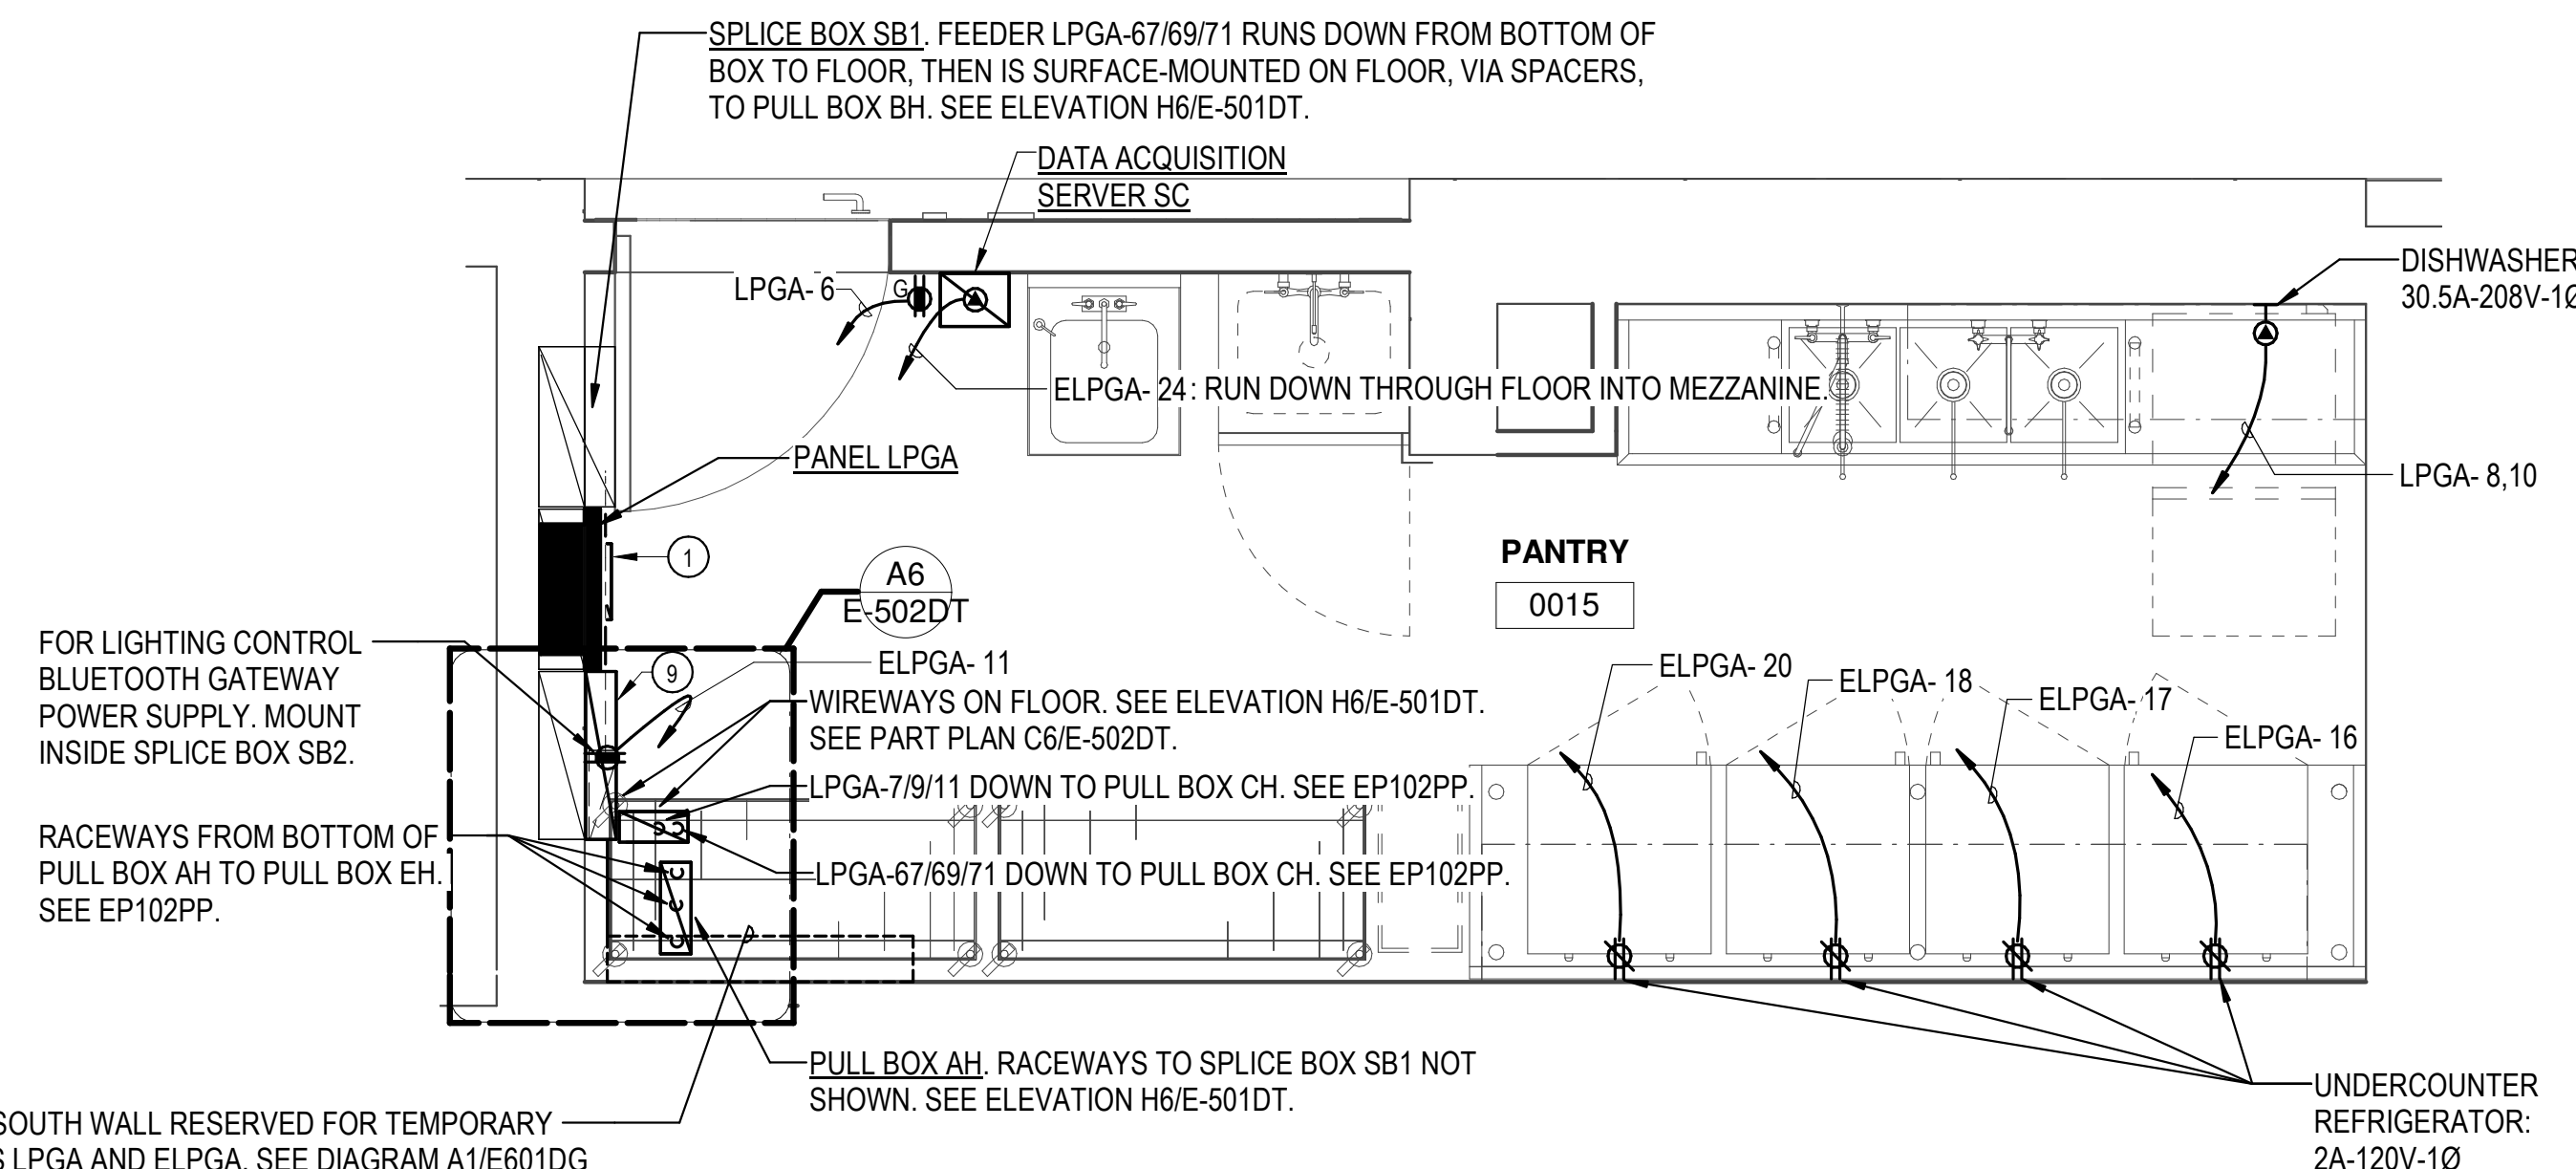 SPLICE BOX SB1. FEEDER LPGA-67/69/71 RUNS DOWN FROM BOTTOM OF
BOX TO FLOOR, THEN IS SURFACE-MOUNTED ON FLOOR, VIA SPACERS,
TO PULL BOX BH. SEE ELEVATION H6/E-501DT.
DATA ACQUISITION
SERVER SC
LPGA- 6
G
DISHWASHER
30.5A-208V-1Ø
ELPGA- 24: RUN DOWN THROUGH FLOOR INTO MEZZANINE.
PANEL LPGA
LPGA- 8,10
1
PANTRY
0015
A6
E-502DT
FOR LIGHTING CONTROL
BLUETOOTH GATEWAY
POWER SUPPLY. MOUNT
INSIDE SPLICE BOX SB2.
9
ELPGA- 11
WIREWAYS ON FLOOR. SEE ELEVATION H6/E-501DT.
SEE PART PLAN C6/E-502DT.
ELPGA- 20
ELPGA- 18
ELPGA- 17
ELPGA- 16
LPGA-7/9/11 DOWN TO PULL BOX CH. SEE EP102PP.
RACEWAYS FROM BOTTOM OF
PULL BOX AH TO PULL BOX EH.
SEE EP102PP.
LPGA-67/69/71 DOWN TO PULL BOX CH. SEE EP102PP.
PULL BOX AH. RACEWAYS TO SPLICE BOX SB1 NOT
SHOWN. SEE ELEVATION H6/E-501DT.
SOUTH WALL RESERVED FOR TEMPORARY
S LPGA AND ELPGA. SEE DIAGRAM A1/E601DG
UNDERCOUNTER
REFRIGERATOR:
2A-120V-1Ø